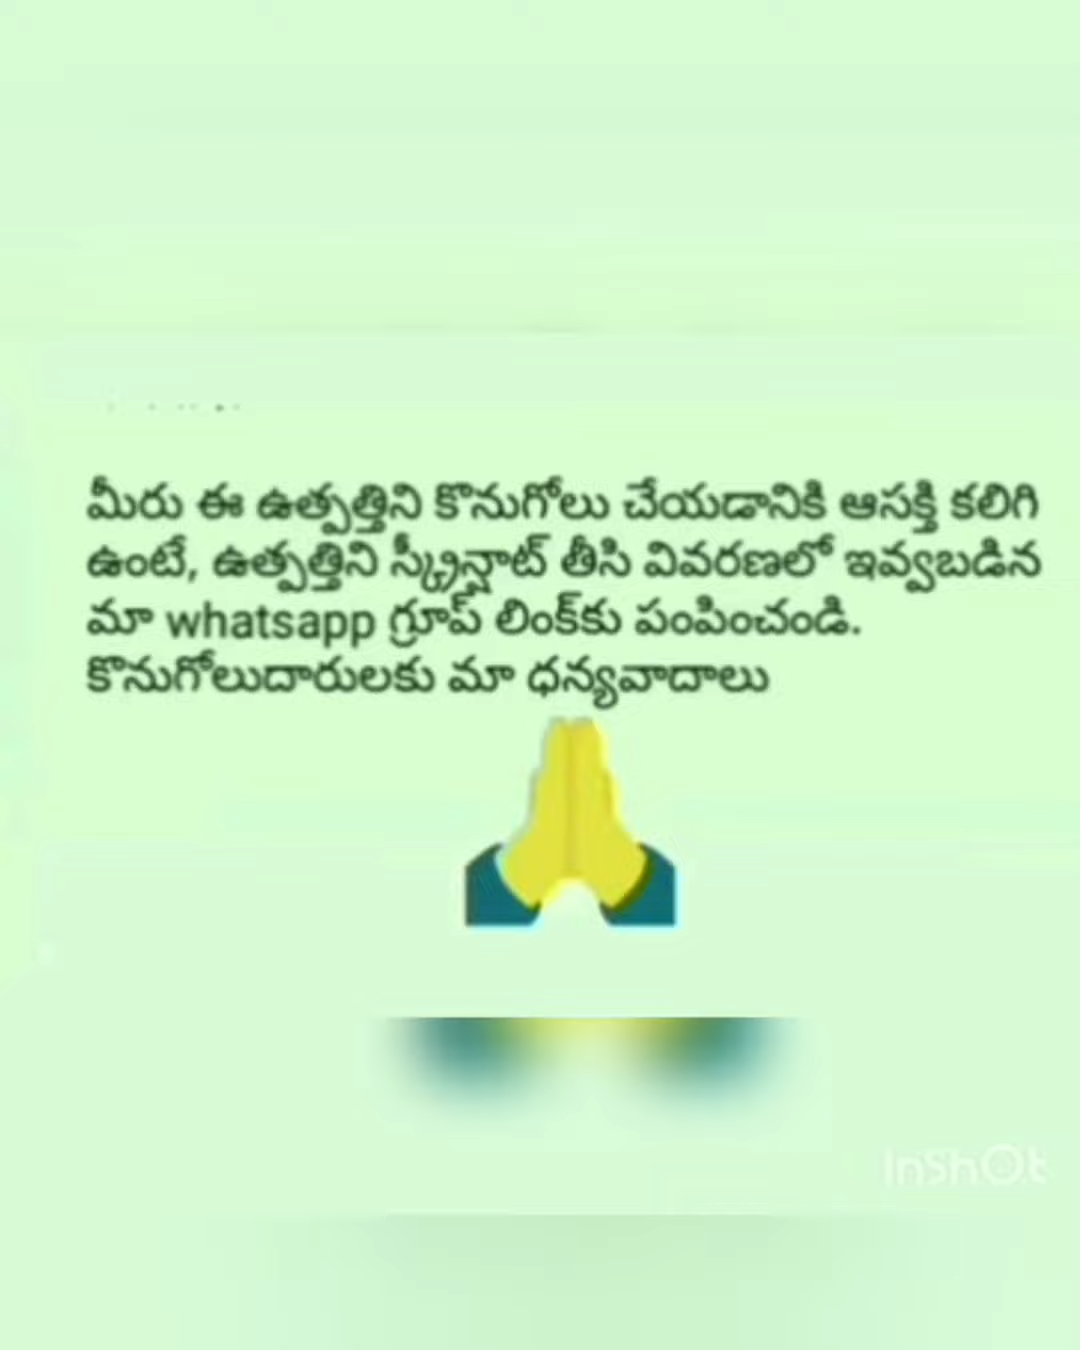 మీరు ఈ ఉత్పత్తిని కొనుగోలు చేయడానికి ఆసక్తి కలిగి
ఉంటే, ఉత్పత్తిని స్క్రీన్షాట్ తీసి వివరణలో ఇవ్వబడిన
మా whatsapp గ్రూప్ లింక్‌కు పంపించండి.
కొనుగోలుదారులకు మా ధన్యవాదాలు
InShOt